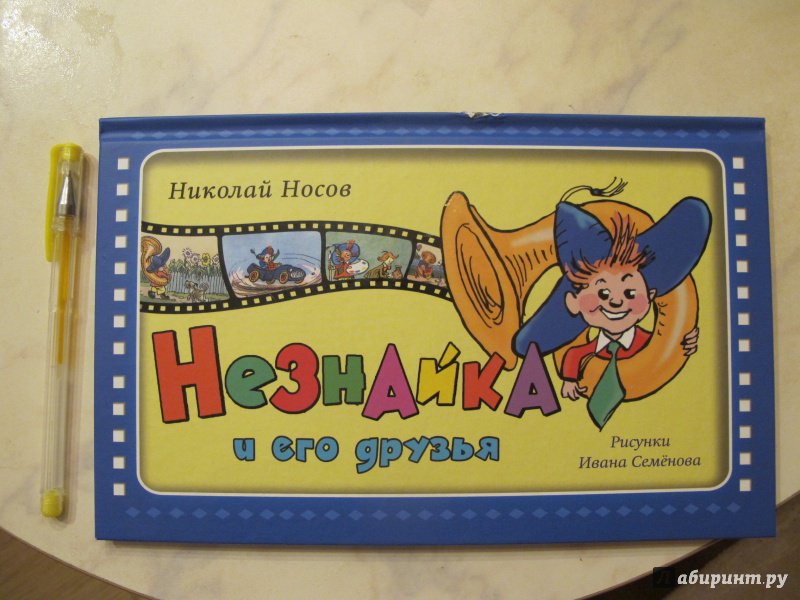 Николай Носов
Незнайка
и его друзья
Рисунки
Ивана Семёнова
Лабиринт.ру